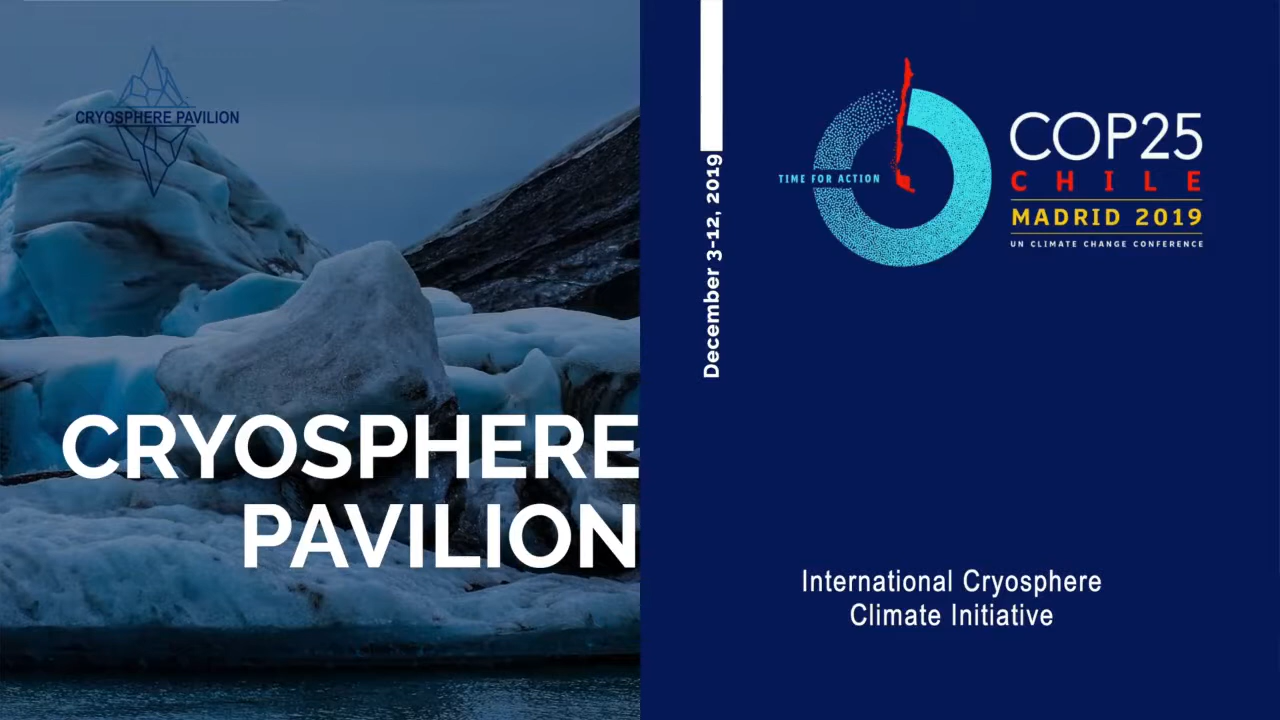 CRYOSPHERE PAVILION
CRYOSPHERE
PAVILION
December 3-12, 2019
TIME FOR ACTION
COP25
CHILE
MADRID 2019
UN CLIMATE CHANGE CONFERENCE
International Cryosphere
Climate Initiative